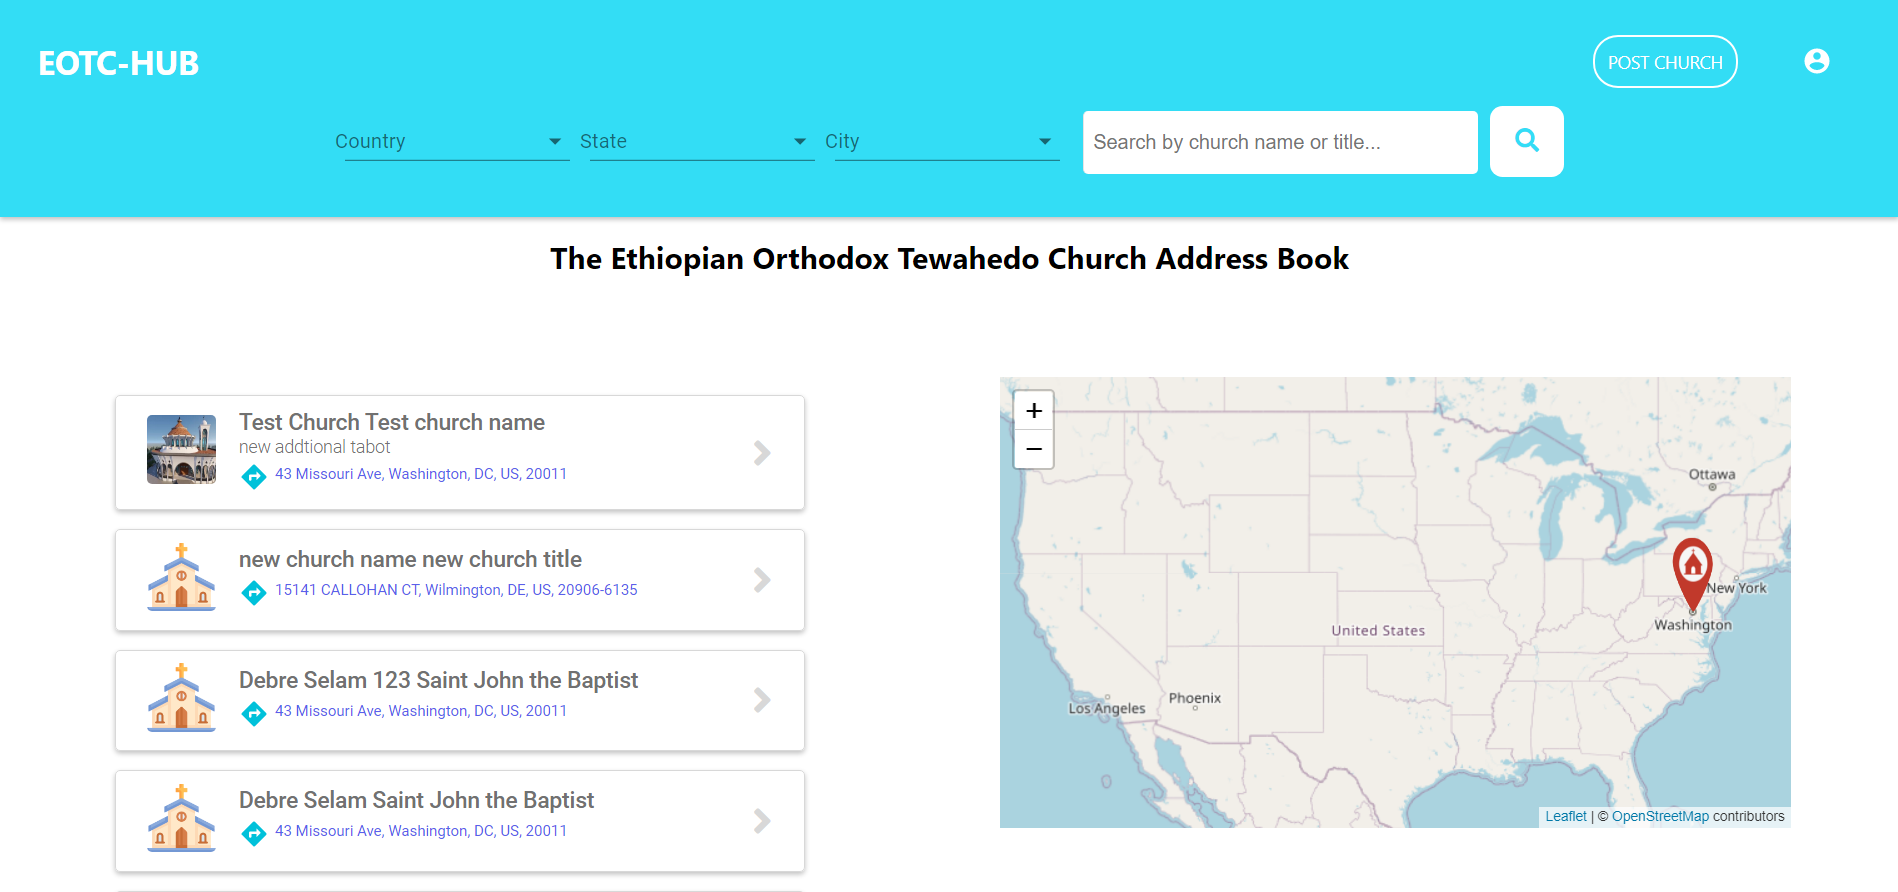 EOTC-HUB
POST CHURCH
Country
State
City
Search by church name or title...
The Ethiopian Orthodox Tewahedo Church Address Book
Test Church Test church name
new addtional tabot
43 Missouri Ave, Washington, DC, US, 20011
new church name new church title
15141 CALLOHAN CT, Wilmington, DE, US, 20906-6135
Debre Selam 123 Saint John the Baptist
43 Missouri Ave, Washington, DC, US, 20011
Debre Selam Saint John the Baptist
43 Missouri Ave, Washington, DC, US, 20011
+
−
Ottawa
New York
Washington
United States
Phoenix
Los Angeles
Leaflet | © OpenStreetMap contributors